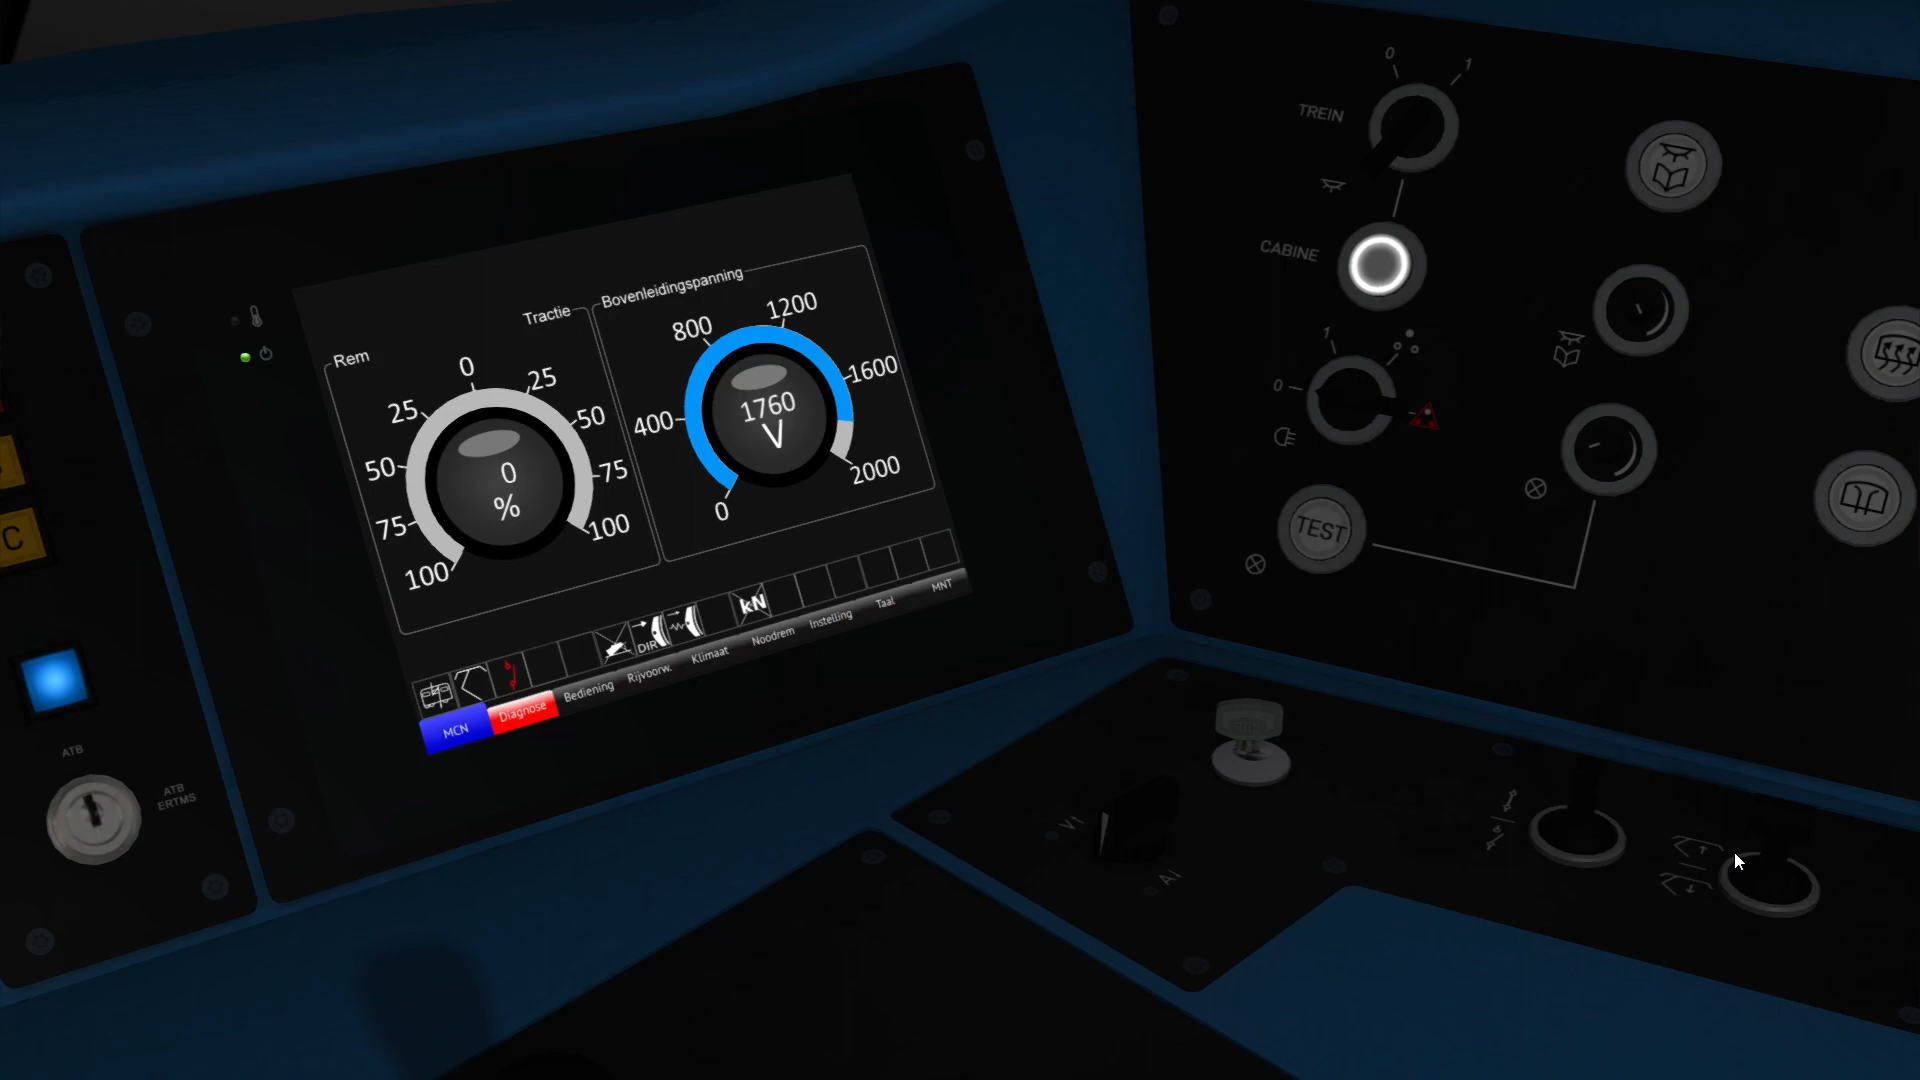 0
1
TREIN
CABINE
1
0
TEST
Rem
Tractie
Bovenleidingspanning
0
25
50
75
100
25
50
75
100
0
%
0
400
800
1200
1600
2000
1760
V
DIR
kN
MCN
Diagnose
Bediening
Rijvoorw.
Klimaat
Noodrem
Instelling
Taal
MNT
C
ATB
ATB
ERTMS
V1
A1